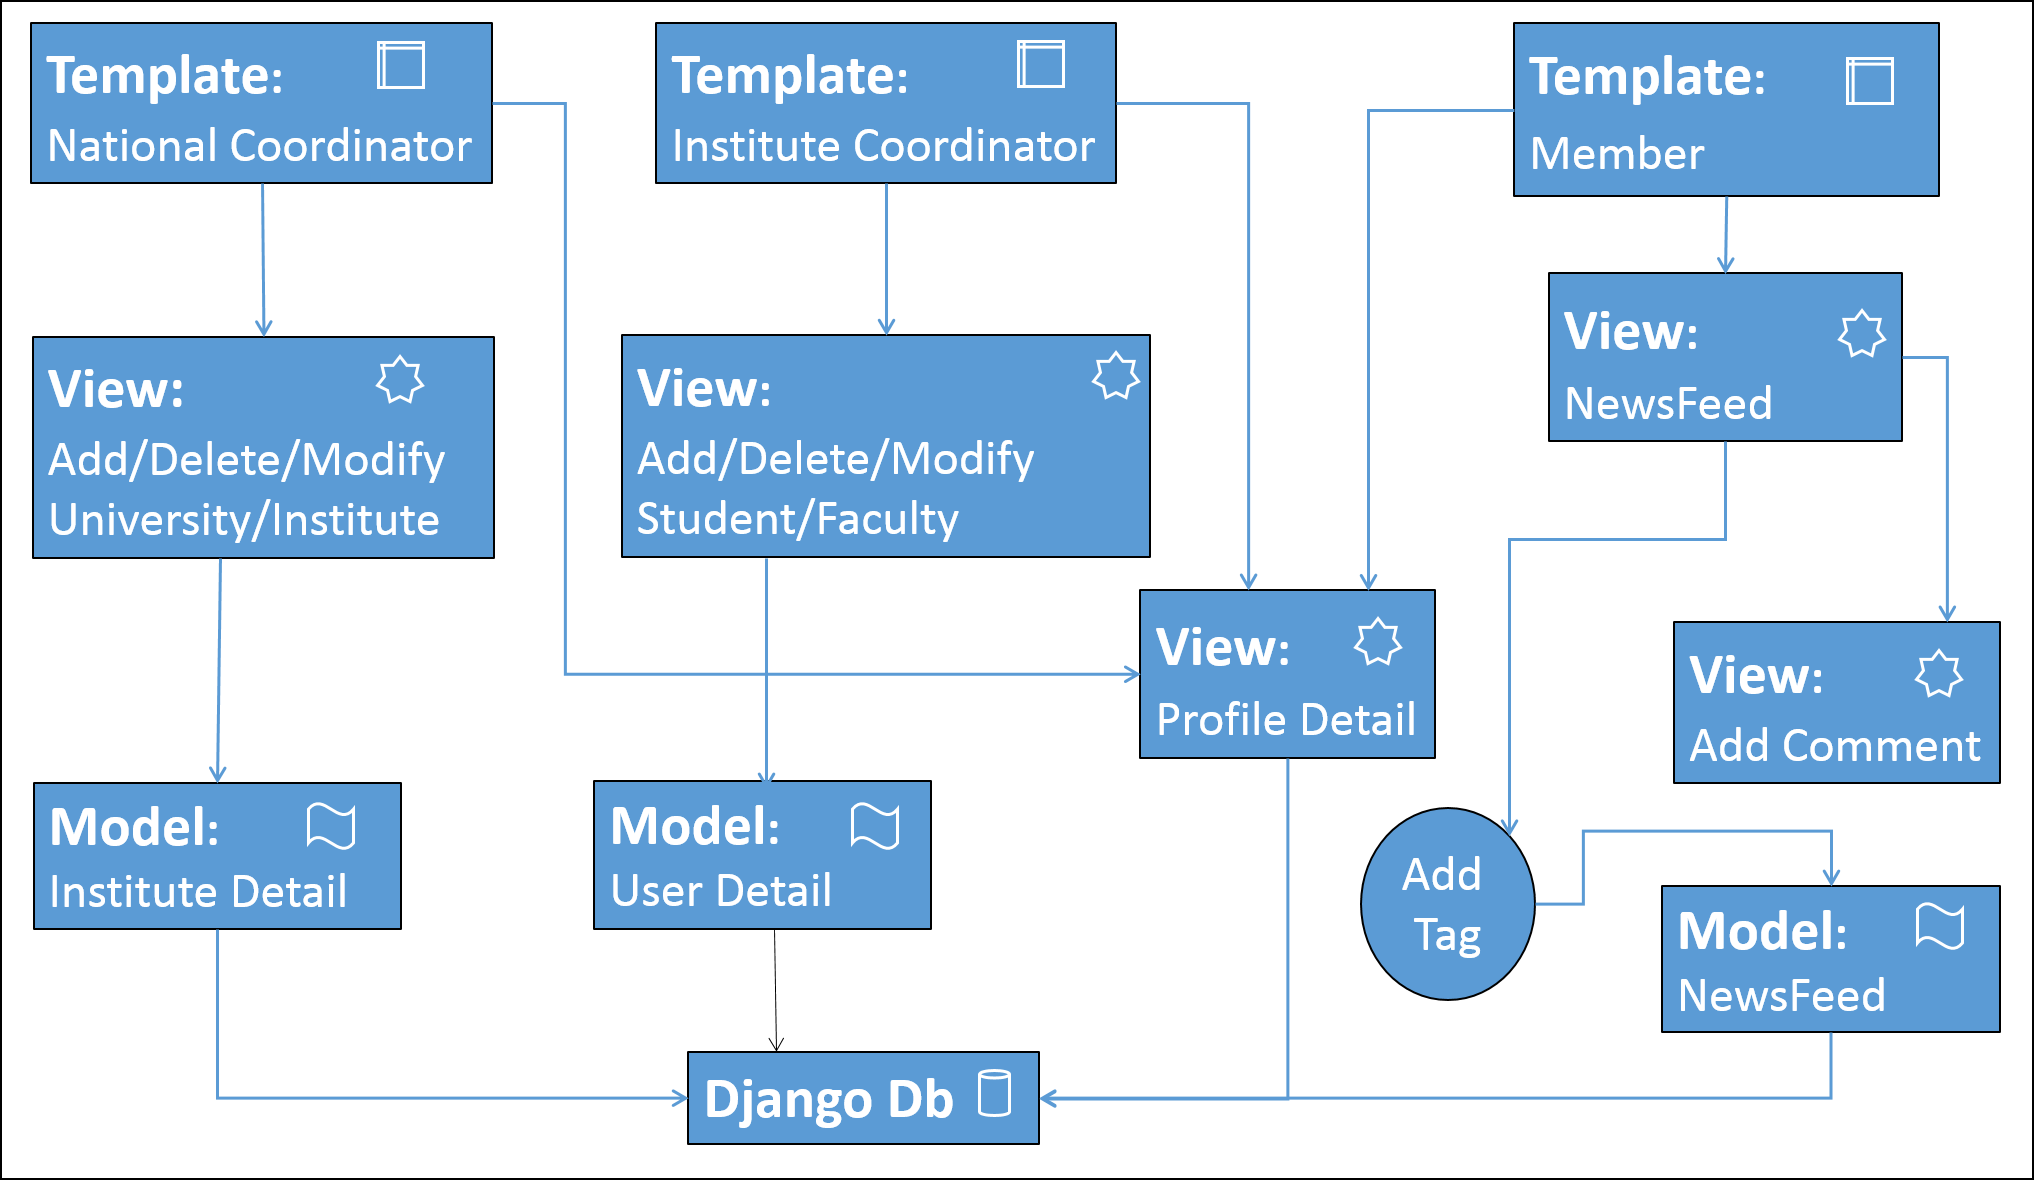 Template:
National Coordinator
Template:
Institute Coordinator
Template:
Member
View:
Add/Delete/Modify
University/Institute
View:
Add/Delete/Modify
Student/Faculty
View:
NewsFeed
View:
Profile Detail
View:
Add Comment
Model:
Institute Detail
Model:
User Detail
Add
Tag
Model:
NewsFeed
Django Db